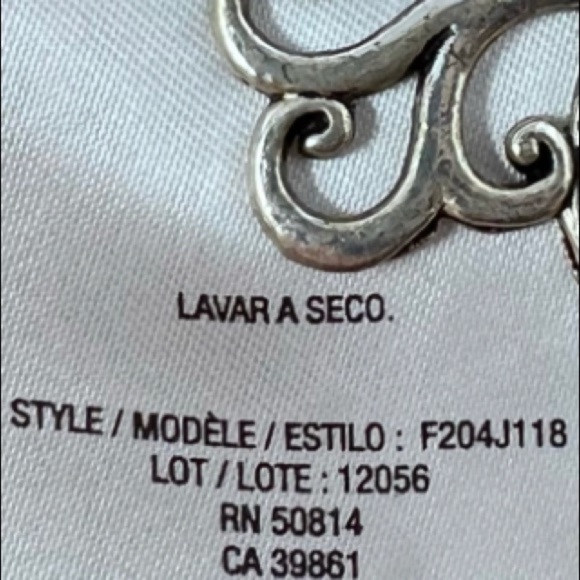 LAVAR A SECO.
STYLE / MODÈLE / ESTILO : F204J118
LOT / LOTE : 12056
RN 50814
CA 39861